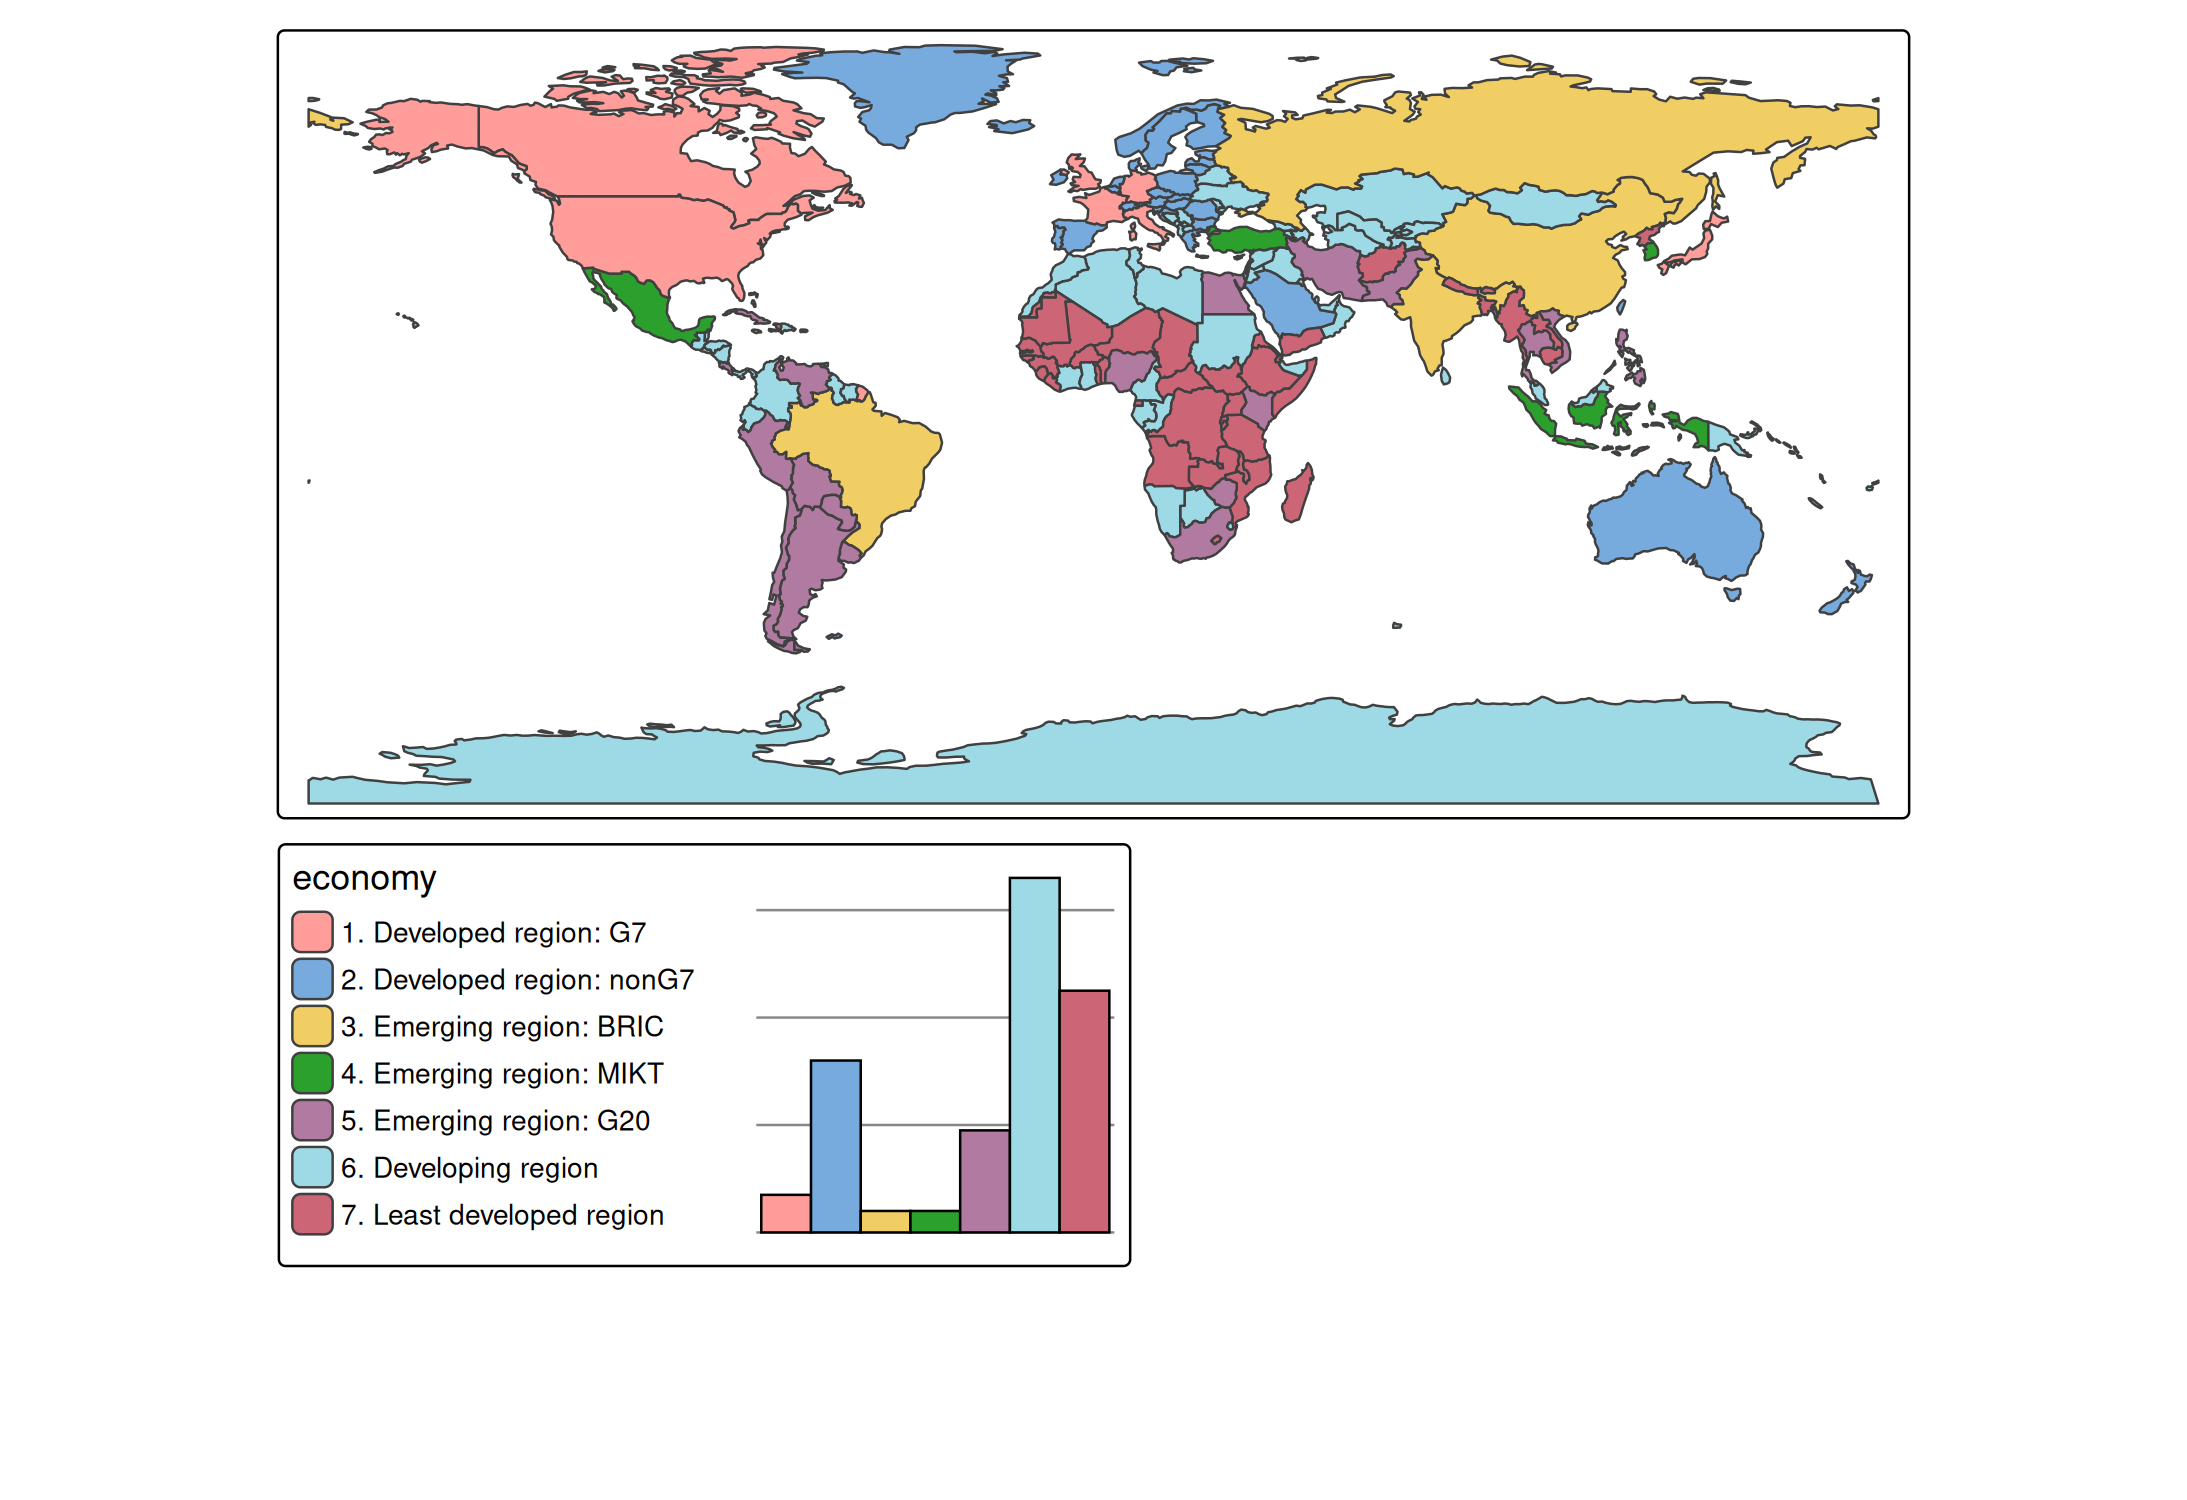 economy
1. Developed region: G7
2. Developed region: nonG7
3. Emerging region: BRIC
4. Emerging region: MIKT
5. Emerging region: G20
6. Developing region
7. Least developed region